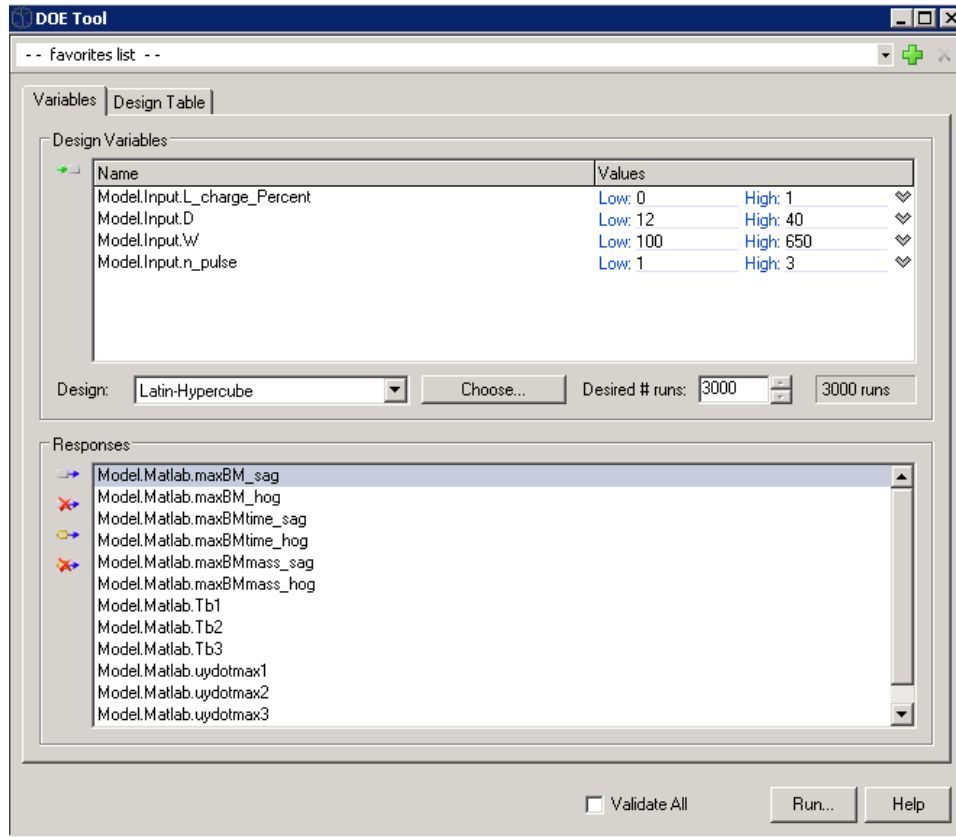 DOE Tool
- - favorites list - -
Variables Design Table
Design Variables
Name Values
Model.Input.L_charge_Percent Low: 0 High: 1
Model.Input.D Low: 12 High: 40
Model.Input.W Low: 100 High: 650
Model.Input.n_pulse Low: 1 High: 3
Design: Latin-Hypercube Choose... Desired # runs: 3000 3000 runs
Responses
Model.Matlab.maxBM_sag
Model.Matlab.maxBM_hog
Model.Matlab.maxBMtime_sag
Model.Matlab.maxBMtime_hog
Model.Matlab.maxBMmass_sag
Model.Matlab.maxBMmass_hog
Model.Matlab.Tb1
Model.Matlab.Tb2
Model.Matlab.Tb3
Model.Matlab.uydotmax1
Model.Matlab.uydotmax2
Model.Matlab.uydotmax3
Validate All Run... Help